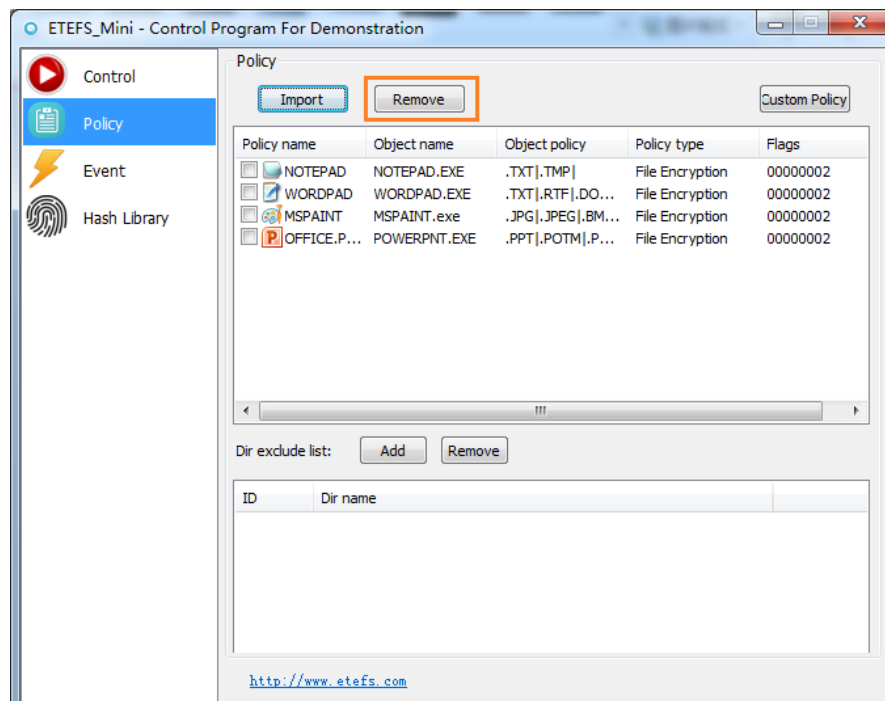 ETEFS_Mini - Control Program For Demonstration
Control
Policy
Event
Hash Library
Policy
Import Remove Custom Policy
Policy name Object name Object policy Policy type Flags
NOTEPAD NOTEPAD.EXE .TXT|.TMP| File Encryption 00000002
WORDPAD WORDPAD.EXE .TXT|.RTF|.DO... File Encryption 00000002
MSPAINT MSPAINT.exe .JPG|.JPEG|.BM... File Encryption 00000002
OFFICE.P... POWERPNT.EXE .PPT|.POTM|.P... File Encryption 00000002
Dir exclude list: Add Remove
ID Dir name
http://www.etefs.com